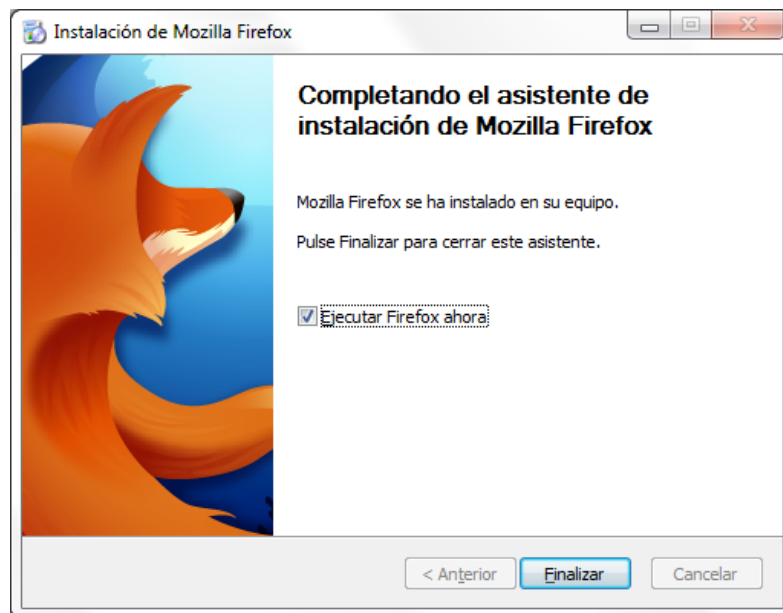 Instalación de Mozilla Firefox
Completando el asistente de
instalación de Mozilla Firefox
Mozilla Firefox se ha instalado en su equipo.
Pulse Finalizar para cerrar este asistente.
Ejecutar Firefox ahora
< Anterior Finalizar Cancelar